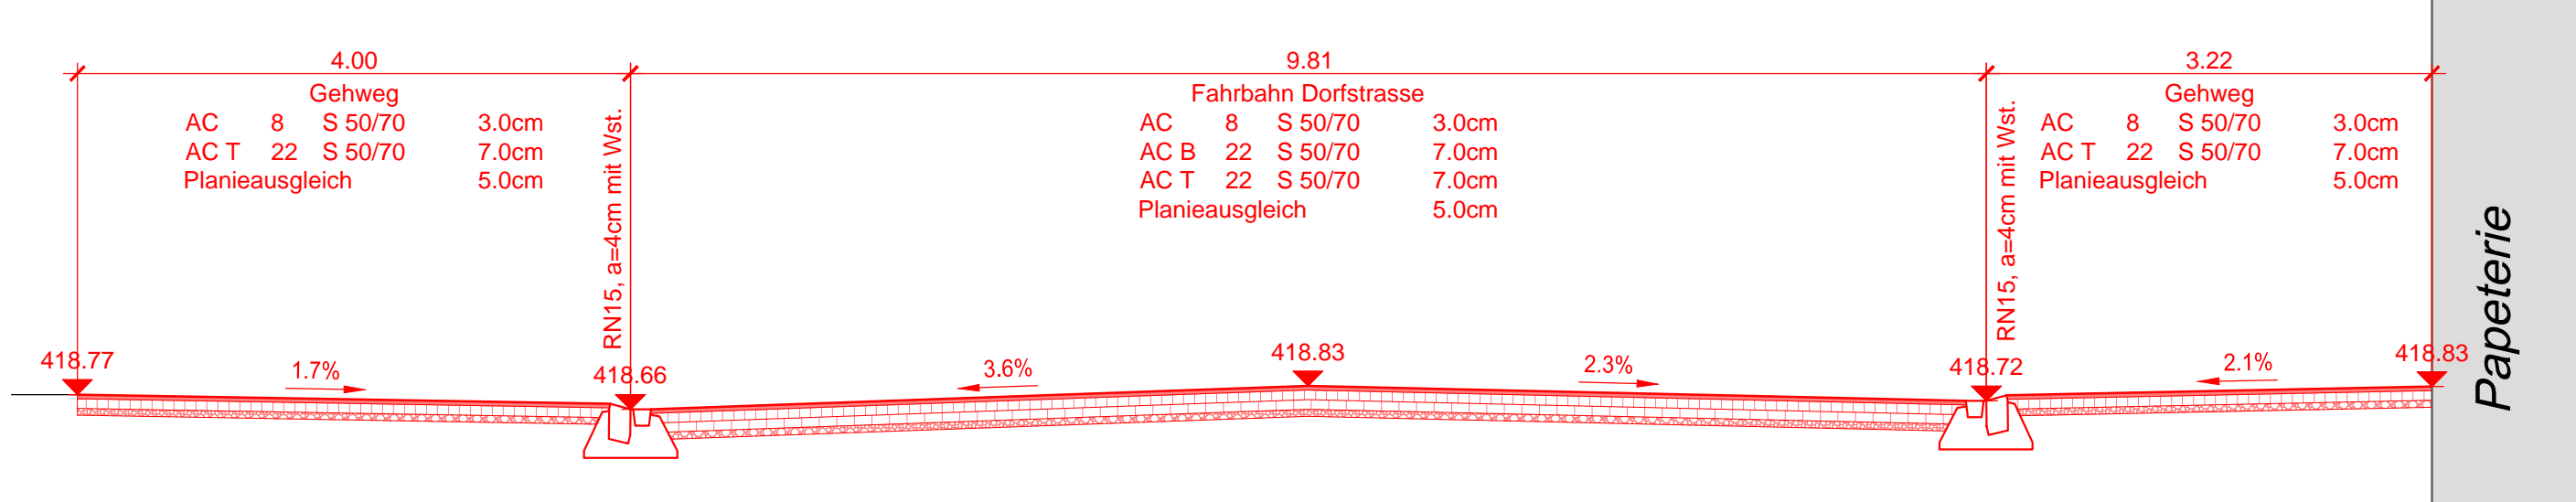 4.00
9.81
3.22
Gehweg
AC 8 S 50/70 3.0cm
AC T 22 S 50/70 7.0cm
Planieausgleich 5.0cm
RN15, a=4cm mit Wst.
Fahrbahn Dorfstrasse
AC 8 S 50/70 3.0cm
AC B 22 S 50/70 7.0cm
AC T 22 S 50/70 7.0cm
Planieausgleich 5.0cm
RN15, a=4cm mit Wst.
Gehweg
AC 8 S 50/70 3.0cm
AC T 22 S 50/70 7.0cm
Planieausgleich 5.0cm
Papeterie
418.77
1.7%
418.66
3.6%
418.83
2.3%
418.72
2.1%
418.83